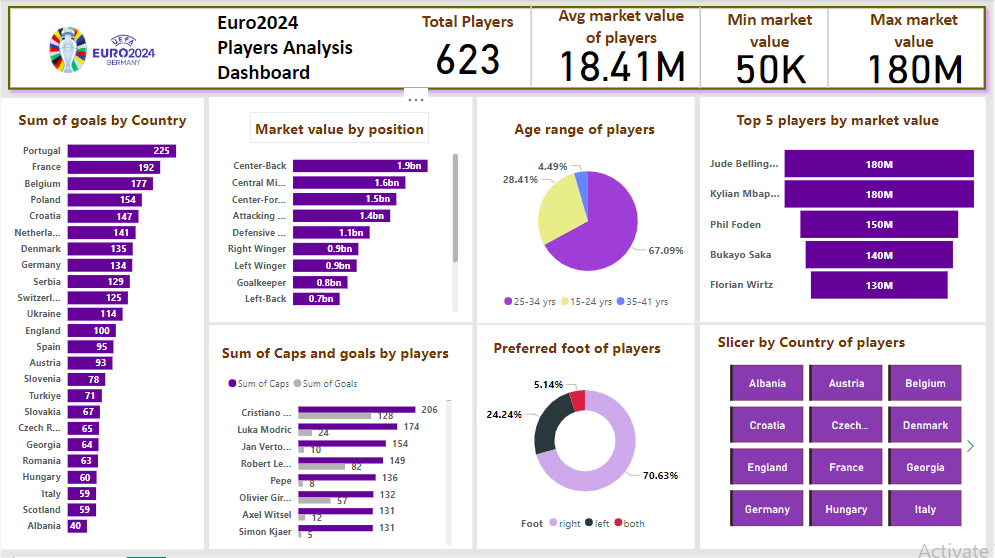 UEFA
EURO2024
GERMANY
Euro2024
Players Analysis
Dashboard
Total Players
623
Avg market value
of players
18.41M
Min market
value
50K
Max market
value
180M
Sum of goals by Country
Portugal 225
France 192
Belgium 177
Poland 154
Croatia 147
Netherla... 141
Denmark 135
Germany 134
Serbia 129
Switzerl... 125
Ukraine 114
England 100
Spain 95
Austria 93
Slovenia 78
Turkiye 71
Slovakia 67
Czech R... 65
Georgia 64
Romania 63
Hungary 60
Italy 59
Scotland 59
Albania 40
Market value by position
Center-Back 1.9bn
Central Mi... 1.6bn
Center-For... 1.5bn
Attacking ... 1.4bn
Defensive ... 1.1bn
Right Winger 0.9bn
Left Winger 0.9bn
Goalkeeper 0.8bn
Left-Back 0.7bn
Age range of players
4.49%
28.41%
67.09%
25-34 yrs 15-24 yrs 35-41 yrs
Top 5 players by market value
Jude Belling... 180M
Kylian Mbap... 180M
Phil Foden 150M
Bukayo Saka 140M
Florian Wirtz 130M
Sum of Caps and goals by players
Sum of Caps Sum of Goals
Cristiano ... 206
128
Luka Modric 174
24
Jan Verto... 154
10
Robert Le... 149
82
Pepe 136
8
Olivier Gir... 132
57
Axel Witsel 131
12
Simon Kjaer 131
5
Preferred foot of players
5.14%
24.24%
70.63%
Foot right left both
Slicer by Country of players
Albania Austria Belgium
Croatia Czech... Denmark
England France Georgia
Germany Hungary Italy
Activate